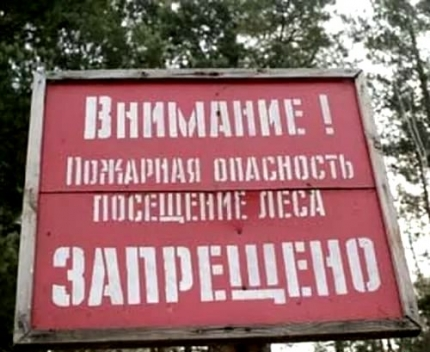 Внимание !
Пожарная опасность
посещение леса
запрещено